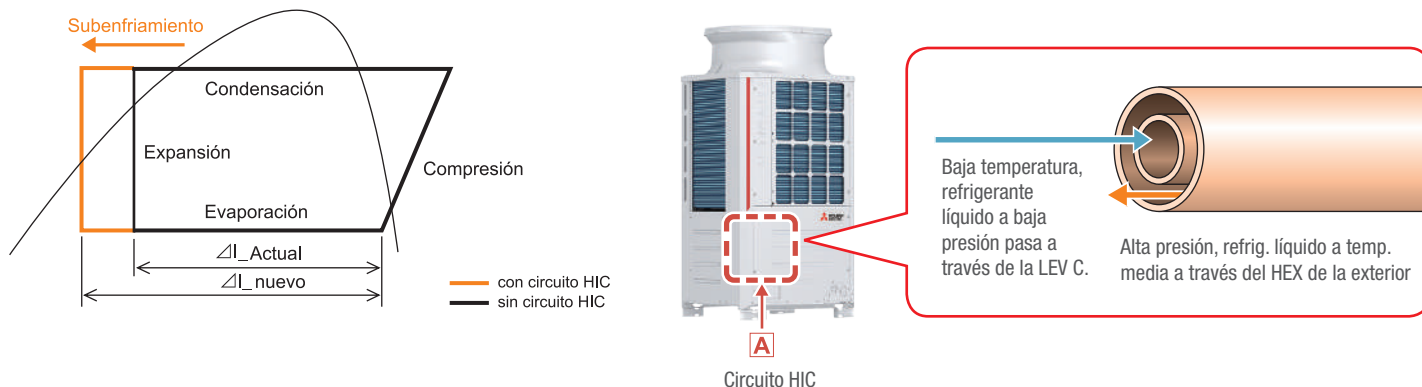 Subenfriamiento
Condensación
Expansión
Compresión
Evaporación
⊿I_Actual
⊿I_nuevo
con circuito HIC
sin circuito HIC
A
Circuito HIC
Baja temperatura,
refrigerante
líquido a baja
presión pasa a
través de la LEV C.
Alta presión, refrig. líquido a temp.
media a través del HEX de la exterior